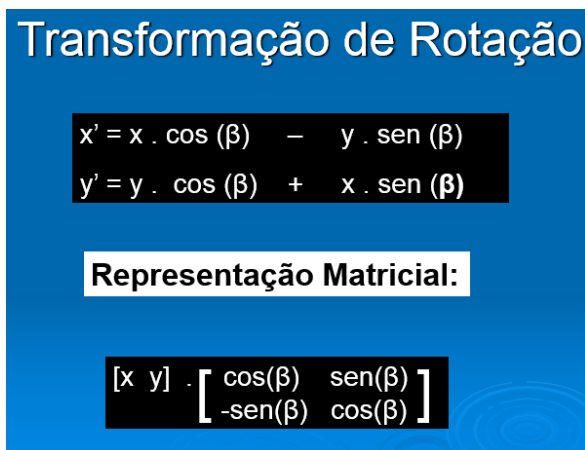 Transformação de Rotação
x' = x . cos (β) – y . sen (β)
y' = y . cos (β) + x . sen (β)
Representação Matricial:
[x y] . [ cos(β) sen(β)
-sen(β) cos(β) ]